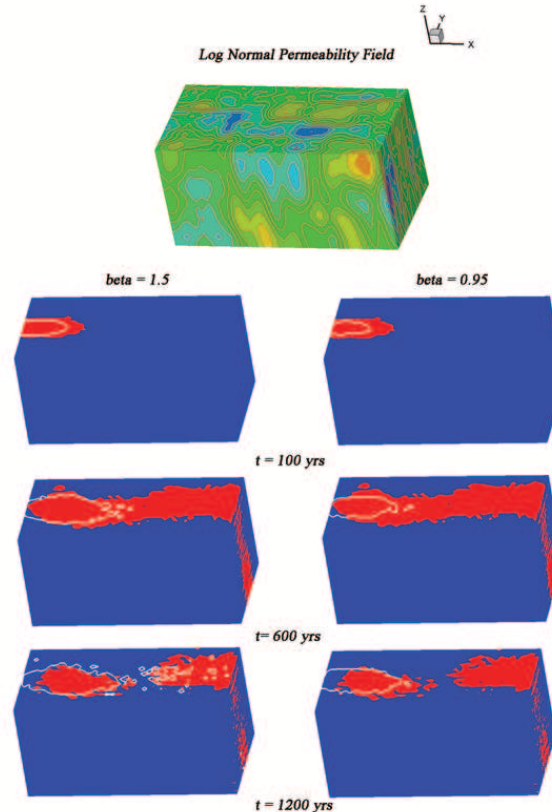 Z
Y
X
Log Normal Permeability Field
beta = 1.5
beta = 0.95
t = 100 yrs
t= 600 yrs
t = 1200 yrs